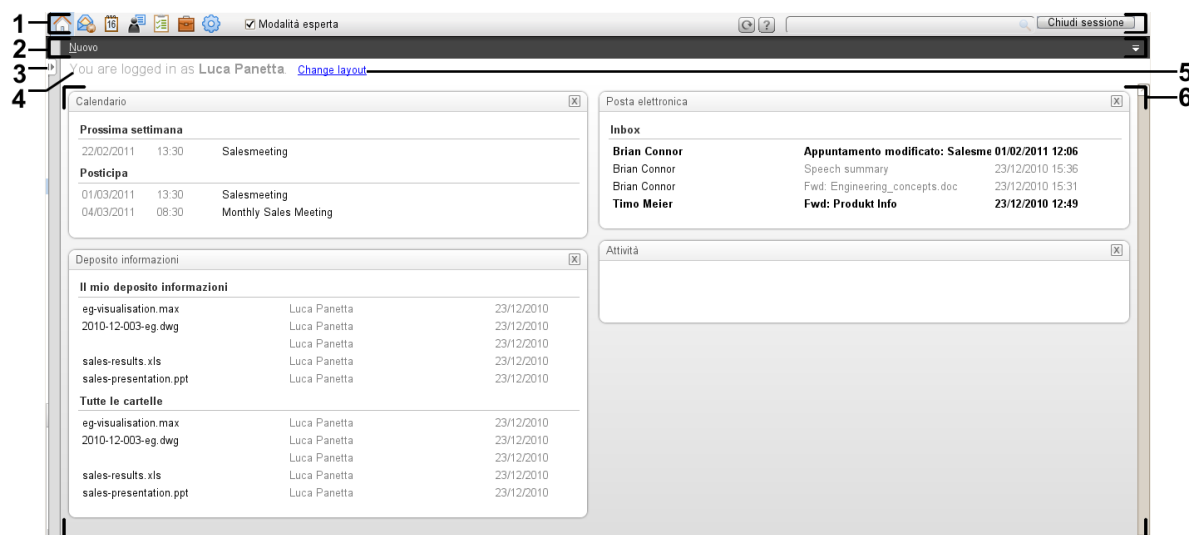 1
16
Modalità esperta
?
Chiudi sessione
2
Nuovo
3
4
You are logged in as Luca Panetta. Change layout
5
6
Calendario X
Prossima settimana
22/02/2011 13:30 Salesmeeting
Posticipa
01/03/2011 13:30 Salesmeeting
04/03/2011 08:30 Monthly Sales Meeting
Posta elettronica X
Inbox
Brian Connor Appuntamento modificato: Salesme 01/02/2011 12:06
Brian Connor Speech summary 23/12/2010 15:36
Brian Connor Fwd: Engineering_concepts.doc 23/12/2010 15:31
Timo Meier Fwd: Produkt Info 23/12/2010 12:49
Deposito informazioni X
Il mio deposito informazioni
eg-visualisation.max Luca Panetta 23/12/2010
2010-12-003-eg.dwg Luca Panetta 23/12/2010
Luca Panetta 23/12/2010
sales-results.xls Luca Panetta 23/12/2010
sales-presentation.ppt Luca Panetta 23/12/2010
Tutte le cartelle
eg-visualisation.max Luca Panetta 23/12/2010
2010-12-003-eg.dwg Luca Panetta 23/12/2010
Luca Panetta 23/12/2010
sales-results.xls Luca Panetta 23/12/2010
sales-presentation.ppt Luca Panetta 23/12/2010
Attività X